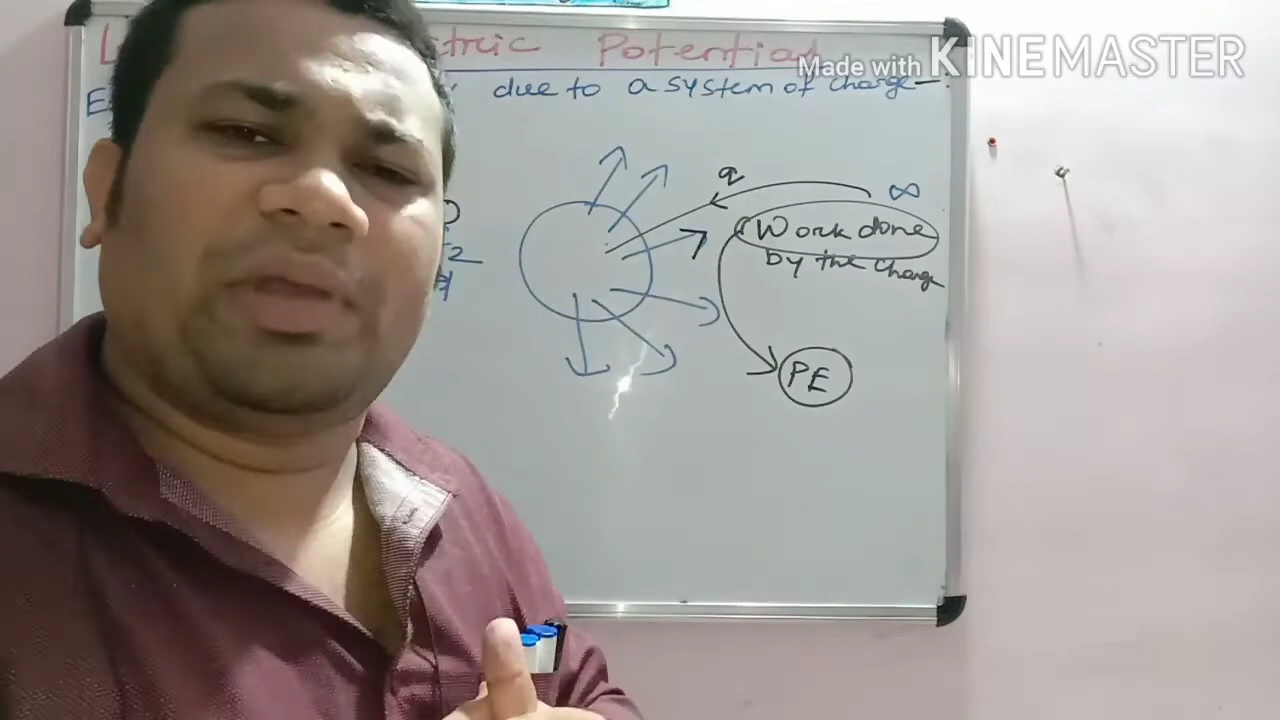 Potential
Made with KINEMASTER
due to a system of charge-
q
∞
Work done
by the charge
PE